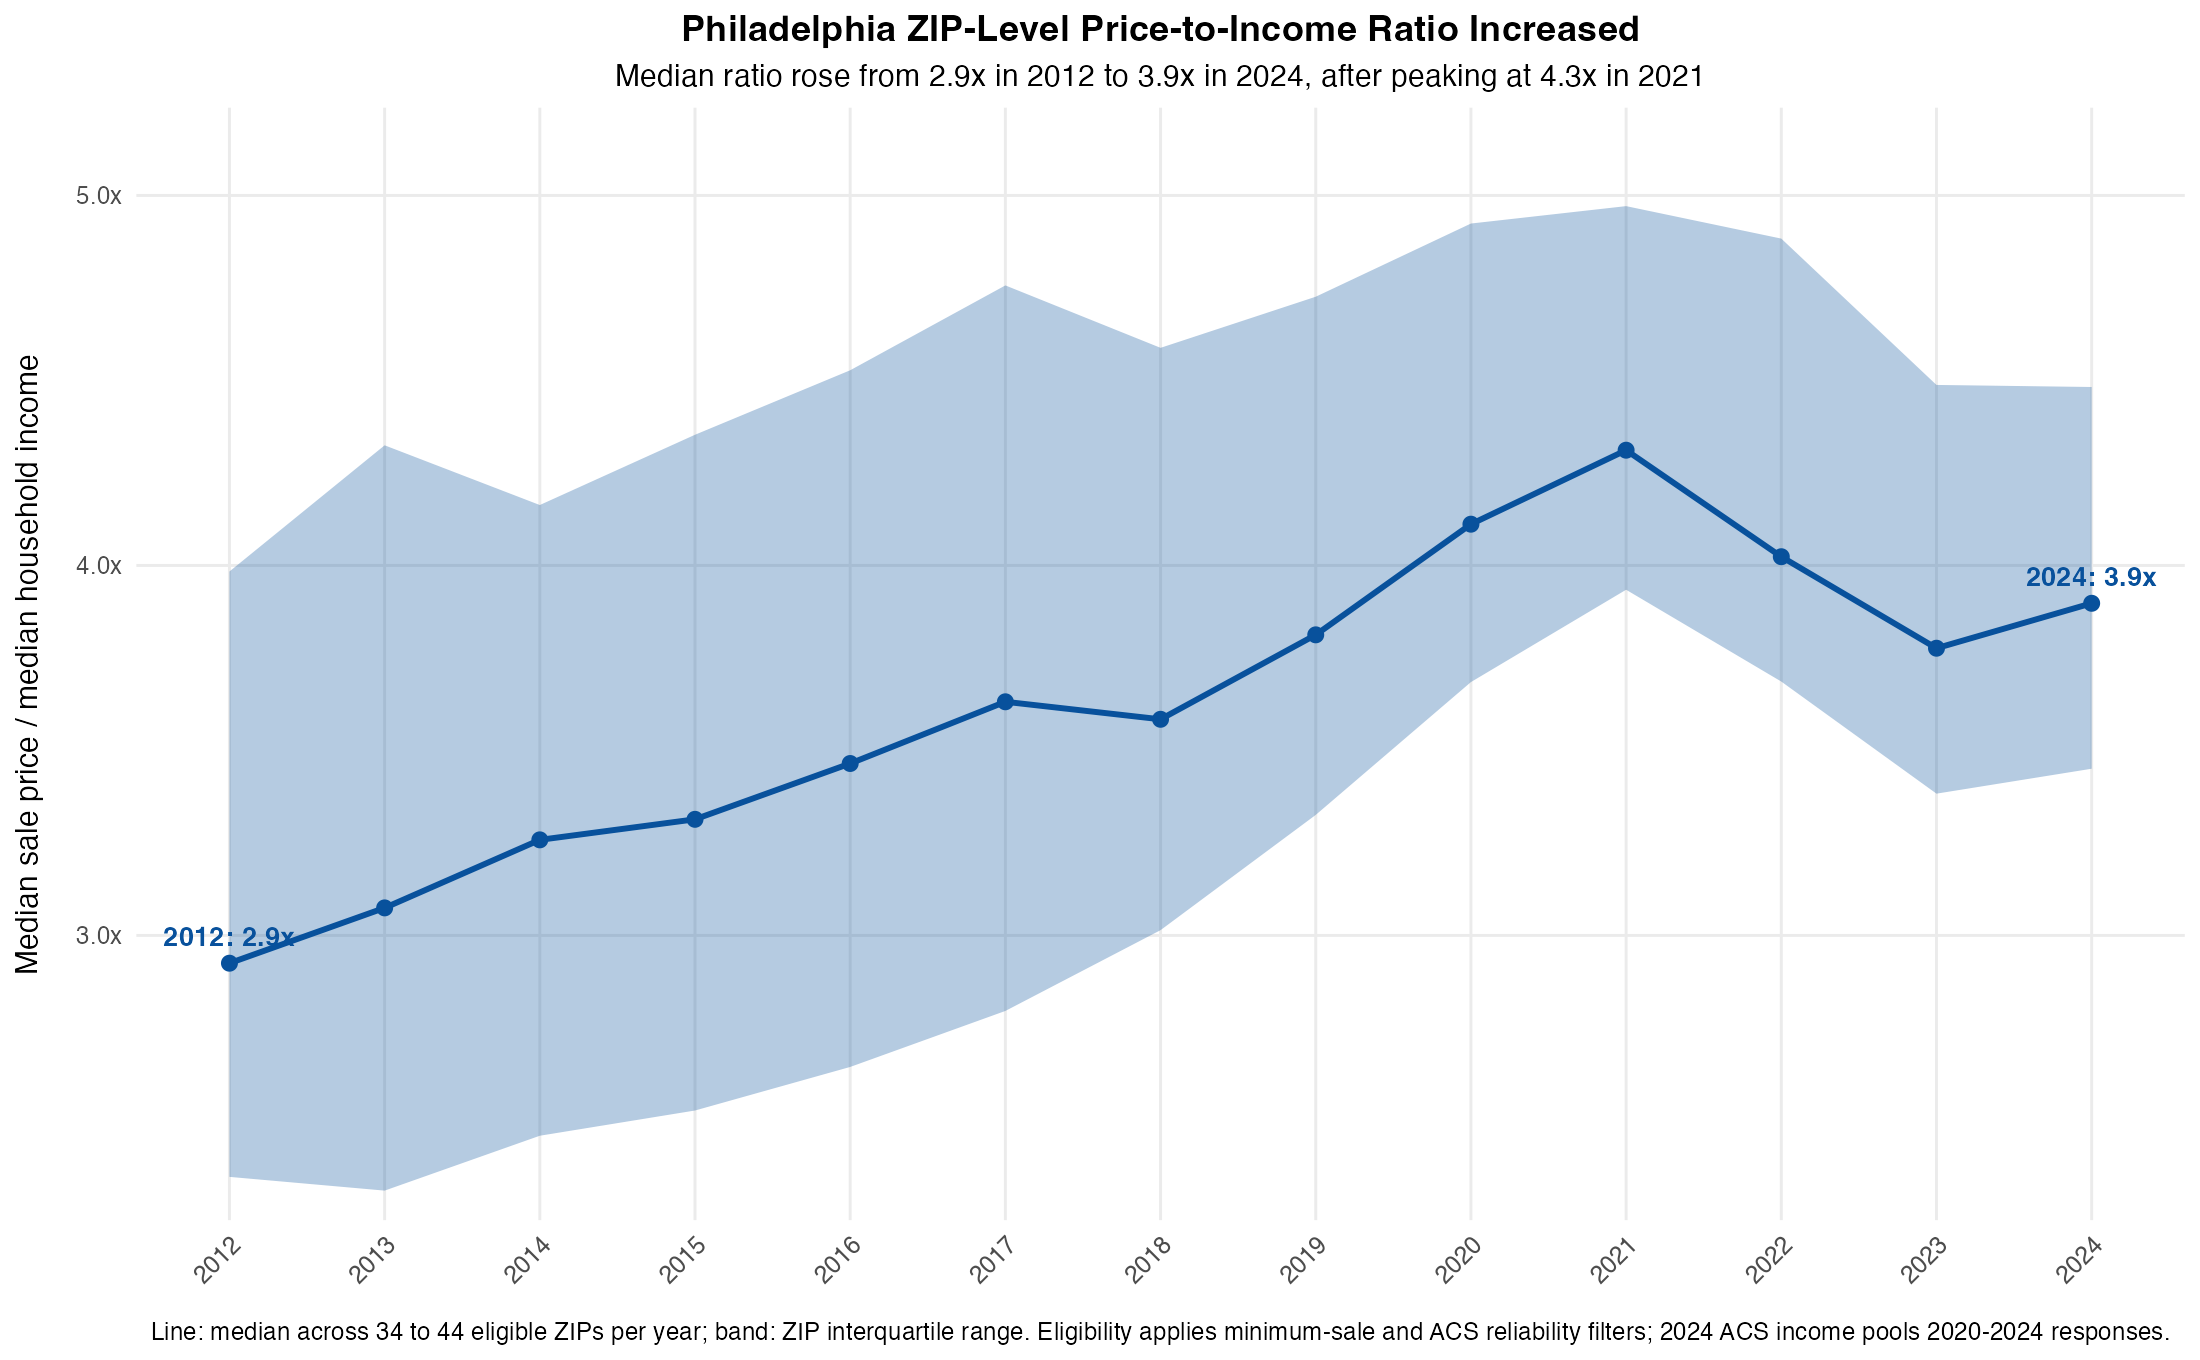 Philadelphia ZIP-Level Price-to-Income Ratio Increased
Median ratio rose from 2.9x in 2012 to 3.9x in 2024, after peaking at 4.3x in 2021
Median sale price / median household income
5.0x
4.0x
3.0x
2012: 2.9x
2024: 3.9x
2012
2013
2014
2015
2016
2017
2018
2019
2020
2021
2022
2023
2024
Line: median across 34 to 44 eligible ZIPs per year; band: ZIP interquartile range. Eligibility applies minimum-sale and ACS reliability filters; 2024 ACS income pools 2020-2024 responses.